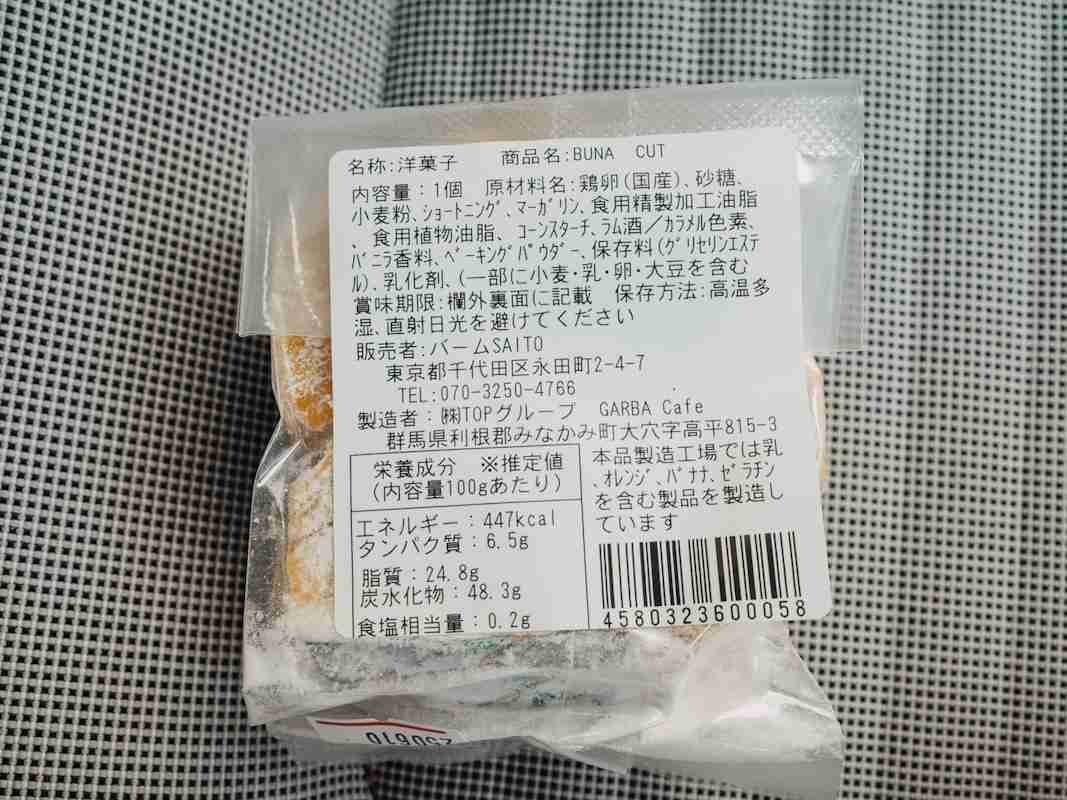 名称:洋菓子 商品名:BUNA CUT
内容量:1個 原材料名:鶏卵(国産)、砂糖、
小麦粉、ショートニング、マーガリン、食用精製加工油脂
、食用植物油脂、コーンスターチ、ラム酒/カラメル色素、
バニラ香料、ベーキングパウダー、保存料(グリセリンエステ
ル)、乳化剤、(一部に小麦・乳・卵・大豆を含む
賞味期限:欄外裏面に記載 保存方法:高温多
湿、直射日光を避けてください
販売者:バームSAITO
東京都千代田区永田町2-4-7
TEL:070-3250-4766
製造者:㈱TOPグループ GARBA Cafe
群馬県利根郡みなかみ町大穴字高平815-3
栄養成分 ※推定値
(内容量100gあたり)
エネルギー:447kcal
タンパク質:6.5g
脂質:24.8g
炭水化物:48.3g
食塩相当量:0.2g
本品製造工場では乳
、オレンジ、バナナ、ゼラチン
を含む製品を製造し
ています
4580323600058
250610